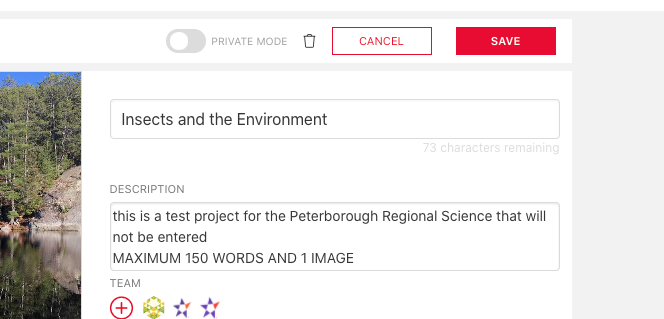 PRIVATE MODE
CANCEL
SAVE
Insects and the Environment
73 characters remaining
DESCRIPTION
this is a test project for the Peterborough Regional Science that will
not be entered
MAXIMUM 150 WORDS AND 1 IMAGE
TEAM